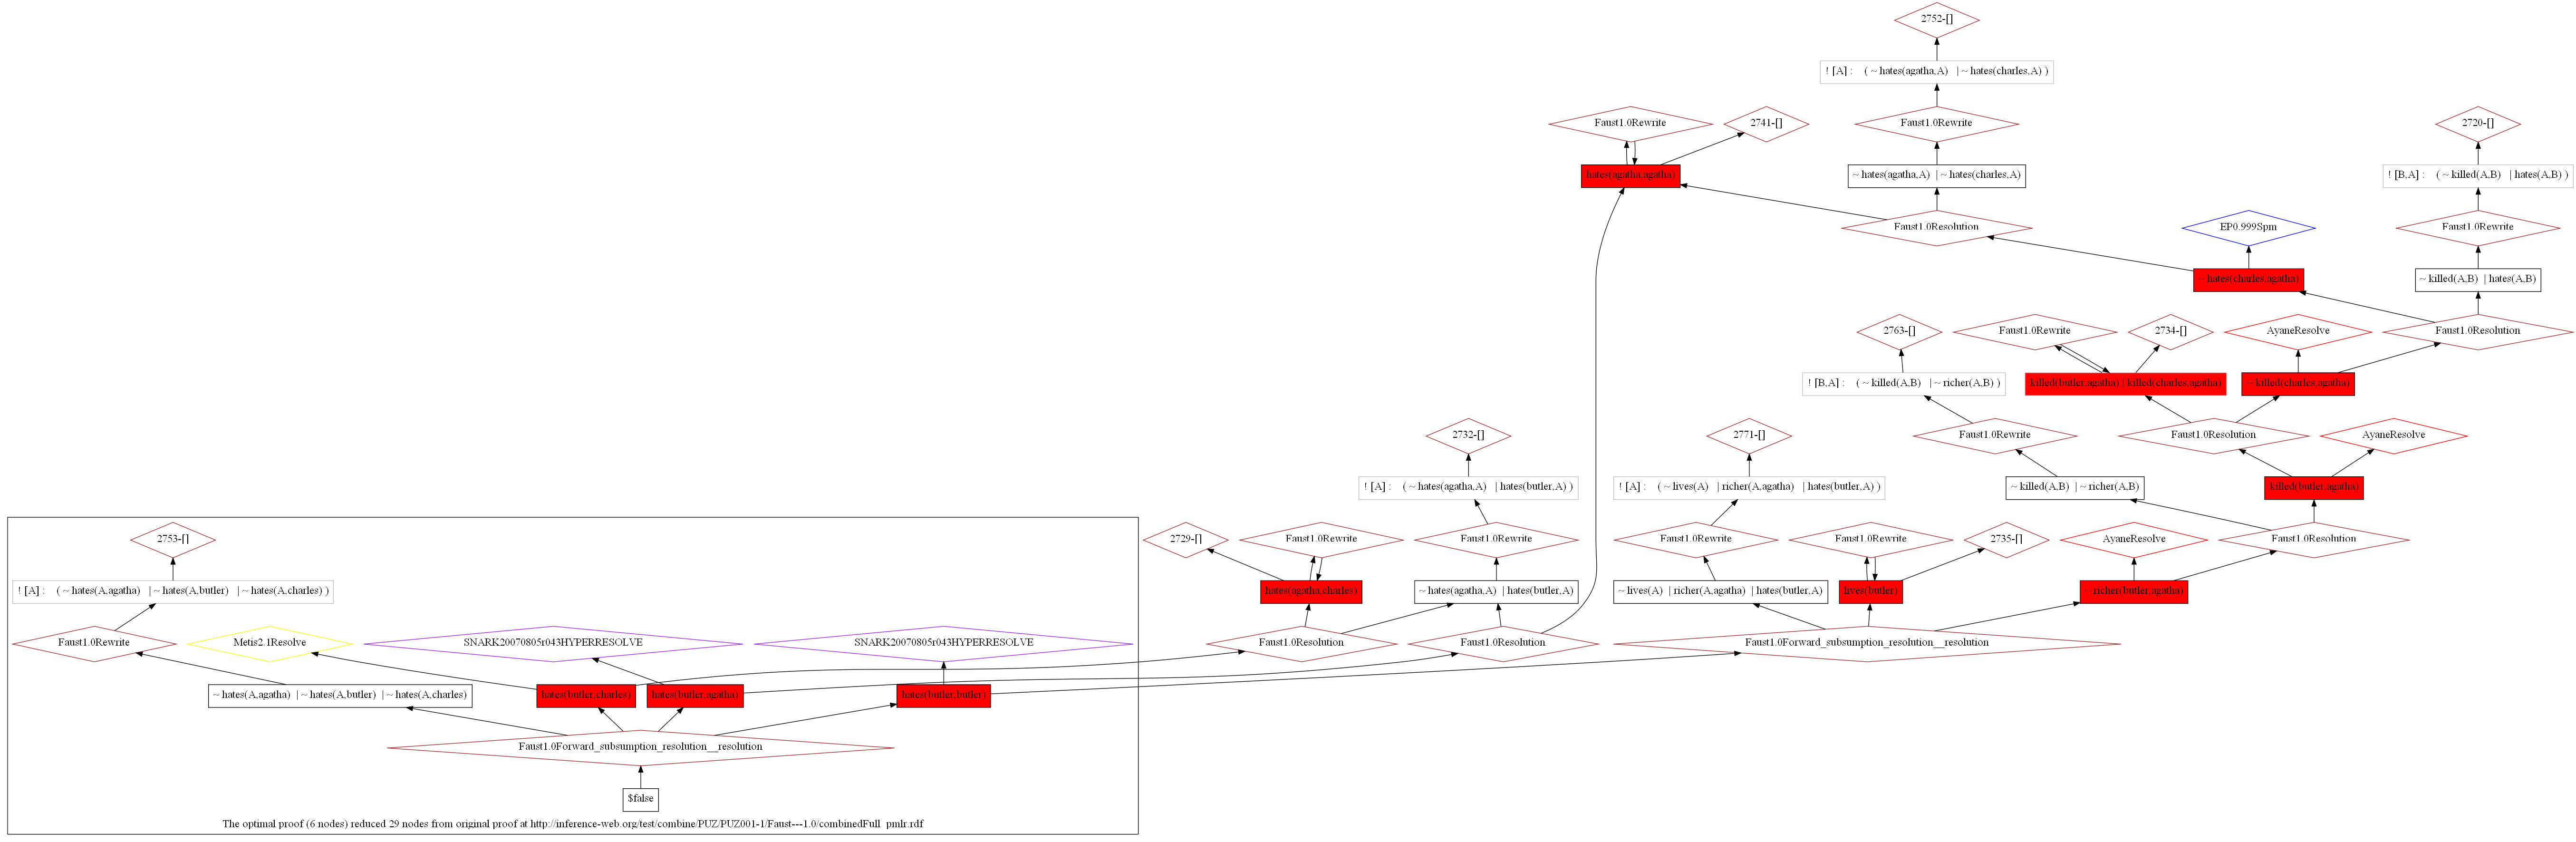 2752-[]
! [A] : ( ~ hates(agatha,A) | ~ hates(charles,A) )
Faust1.0Rewrite
2741-[]
Faust1.0Rewrite
2720-[]
hates(agatha,agatha)
~ hates(agatha,A) | ~ hates(charles,A)
! [B,A] : ( ~ killed(A,B) | hates(A,B) )
Faust1.0Resolution
EP0.999Spm
Faust1.0Rewrite
~ hates(charles,agatha)
~ killed(A,B) | hates(A,B)
2763-[]
Faust1.0Rewrite
2734-[]
AyaneResolve
Faust1.0Resolution
! [B,A] : ( ~ killed(A,B) | ~ richer(A,B) )
killed(butler,agatha) | killed(charles,agatha)
~ killed(charles,agatha)
2732-[]
2771-[]
Faust1.0Rewrite
Faust1.0Resolution
AyaneResolve
! [A] : ( ~ hates(agatha,A) | hates(butler,A) )
! [A] : ( ~ lives(A) | richer(A,agatha) | hates(butler,A) )
~ killed(A,B) | ~ richer(A,B)
killed(butler,agatha)
2753-[]
2729-[]
Faust1.0Rewrite
Faust1.0Rewrite
Faust1.0Rewrite
Faust1.0Rewrite
2735-[]
AyaneResolve
Faust1.0Resolution
! [A] : ( ~ hates(A,agatha) | ~ hates(A,butler) | ~ hates(A,charles) )
hates(agatha,charles)
~ hates(agatha,A) | hates(butler,A)
~ lives(A) | richer(A,agatha) | hates(butler,A)
lives(butler)
~ richer(butler,agatha)
Faust1.0Rewrite
Metis2.1Resolve
SNARK20070805r043HYPERRESOLVE
SNARK20070805r043HYPERRESOLVE
Faust1.0Resolution
Faust1.0Resolution
Faust1.0Forward_subsumption_resolution__resolution
~ hates(A,agatha) | ~ hates(A,butler) | ~ hates(A,charles)
hates(butler,charles)
hates(butler,agatha)
hates(butler,butler)
Faust1.0Forward_subsumption_resolution__resolution
$false
The optimal proof (6 nodes) reduced 29 nodes from original proof at http://inference-web.org/test/combine/PUZ/PUZ001-1/Faust---1.0/combinedFull_pmlr.rdf